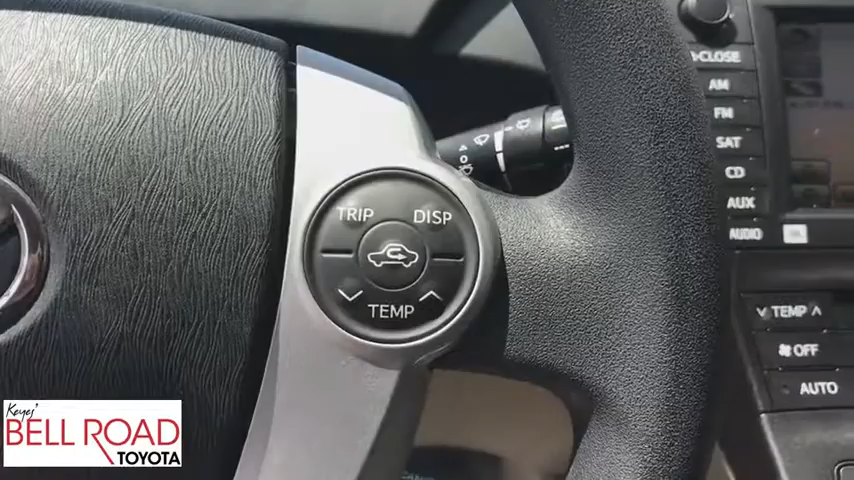 TRIP DISP
TEMP
CLOSE
AM
FM
SAT
CD
AUX
AUDIO
TEMP
OFF
AUTO
Keyes'
BELL ROAD
TOYOTA